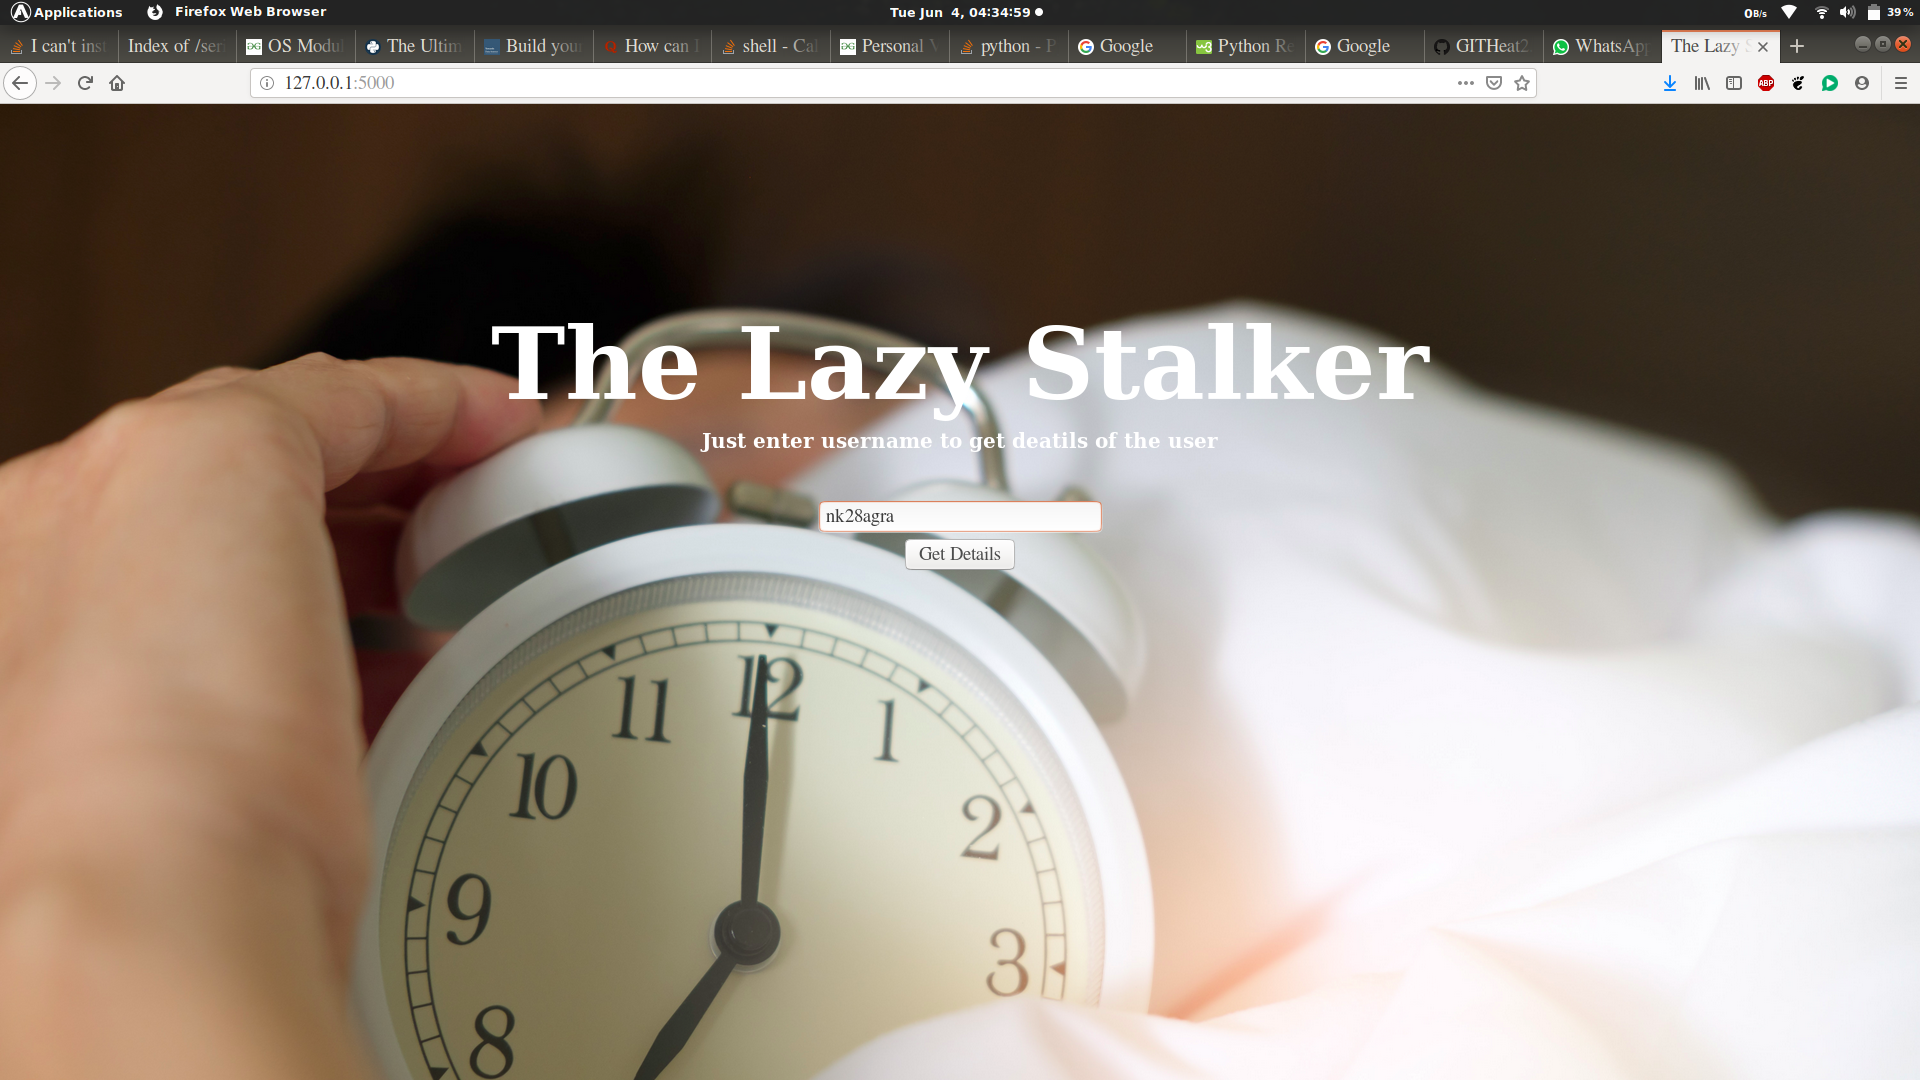 Applications Firefox Web Browser Tue Jun 4, 04:34:59 0B/s 39 %
I can't inst Index of /ser OS Modul The Ultim Build your How can I shell - Cal Personal V python - P Google Python Re Google GITHeat2 WhatsApp The Lazy S
127.0.0.1:5000 ABP
The Lazy Stalker
Just enter username to get deatils of the user
nk28agra
Get Details
12
11
1
10
2
9
3
8